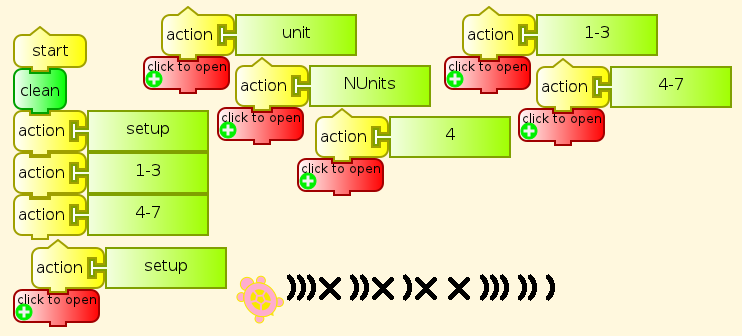 start
clean
action setup
action 1-3
action 4-7
action setup
click to open
action unit
click to open
action NUnits
click to open
action 4
click to open
action 1-3
click to open
action 4-7
click to open
)))× ))× )× × ))) )) )